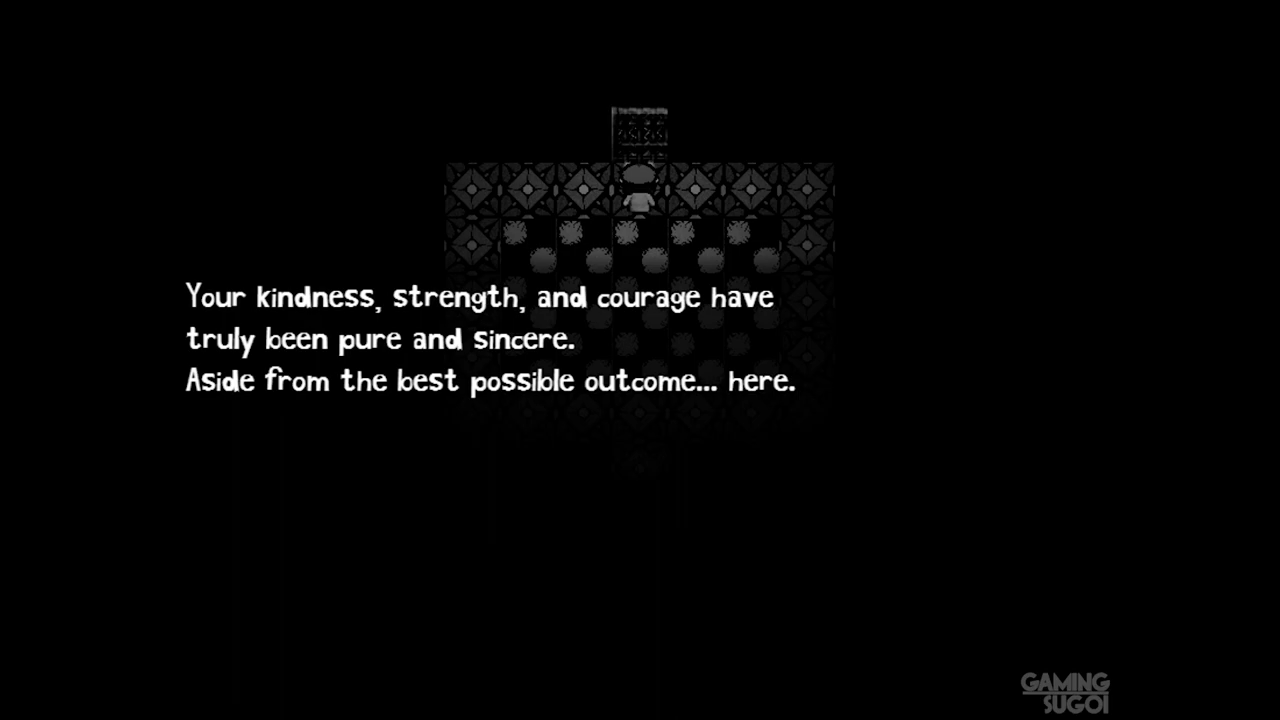 Your kindness, strength, and courage have
truly been pure and sincere.
Aside from the best possible outcome... here.
GAMING
SUGOI